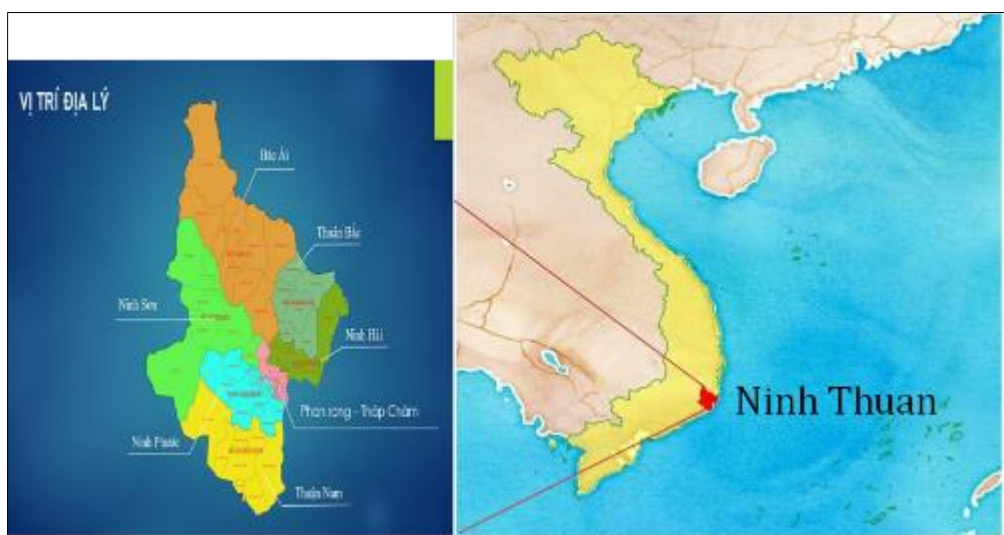 VỊ TRÍ ĐỊA LÝ
Bác Ái
Thuận Bắc
Ninh Sơn
Ninh Hải
Phan rang - Tháp Chàm
Ninh Phước
Thuận Nam
Ninh Thuan